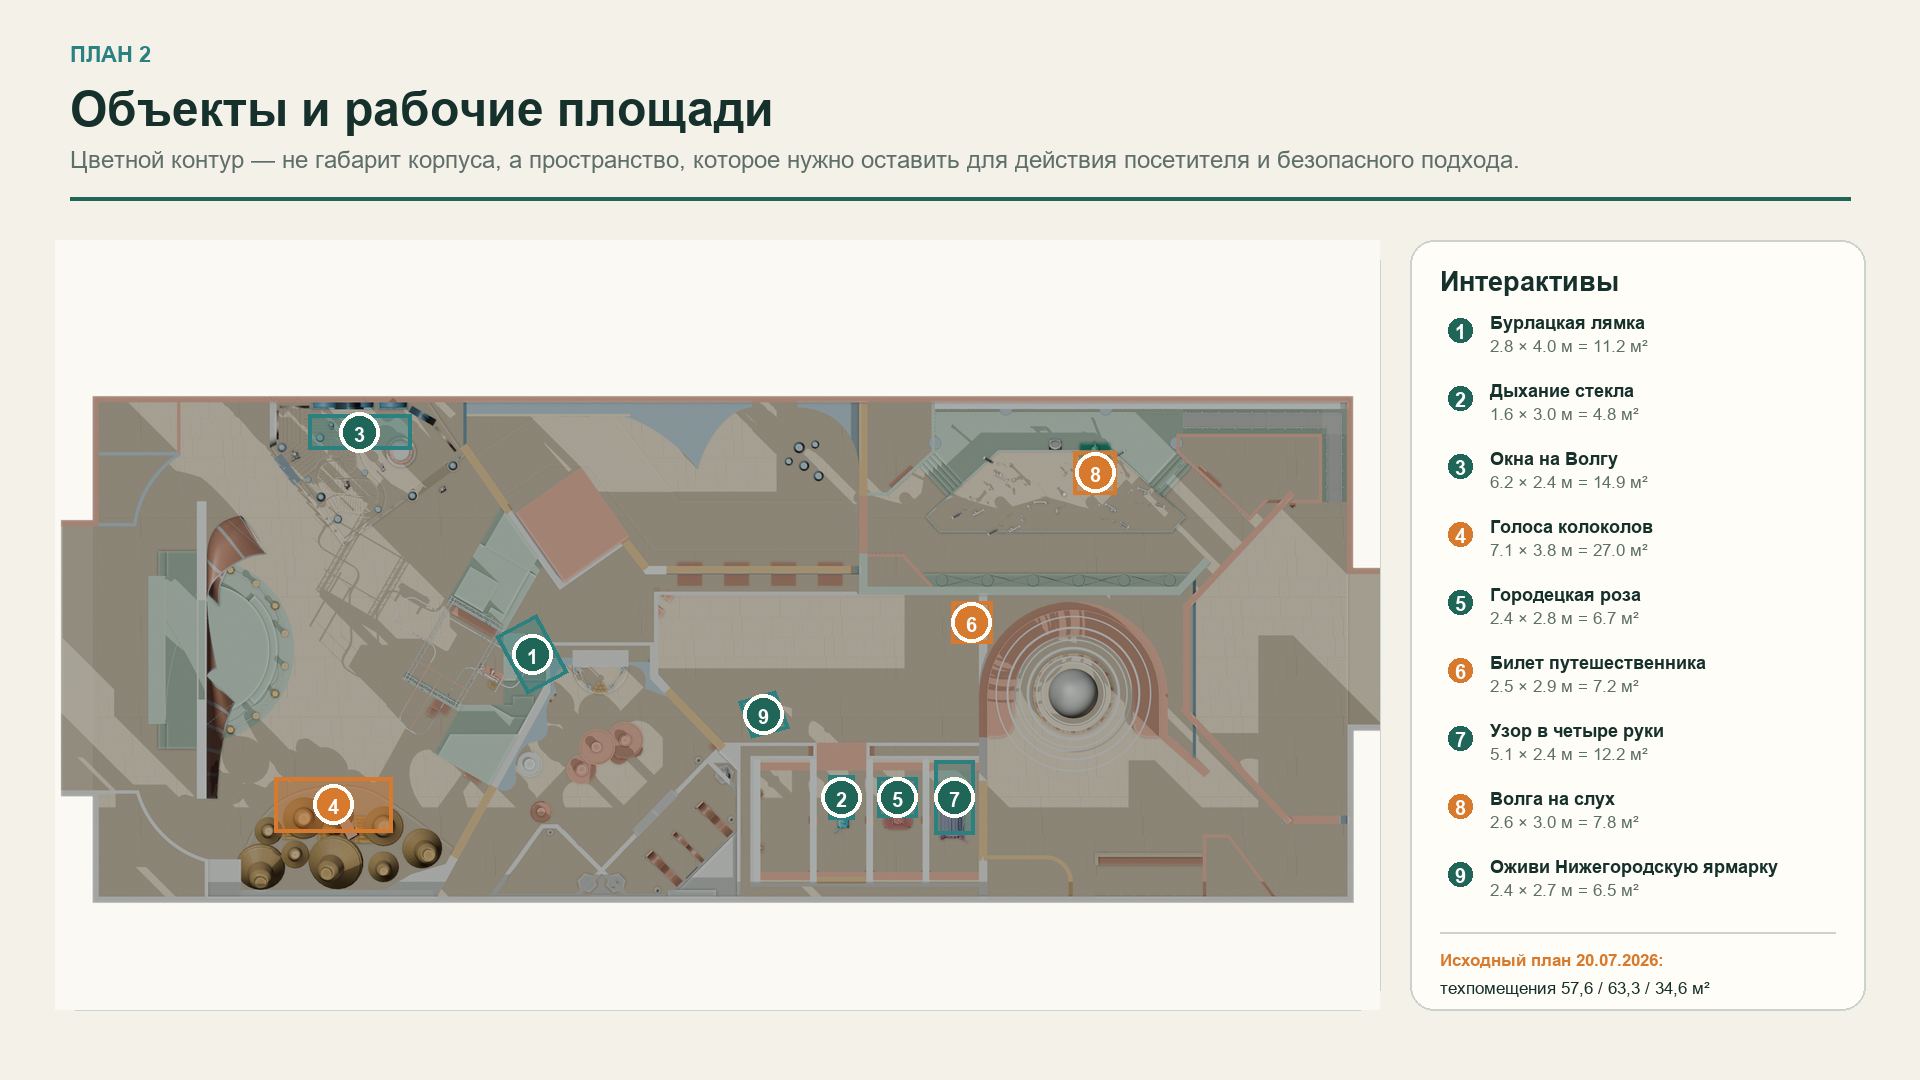 ПЛАН 2
Объекты и рабочие площади
Цветной контур — не габарит корпуса, а пространство, которое нужно оставить для действия посетителя и безопасного подхода.
3
8
6
1
9
2
5
7
4
Интерактивы
1 Бурлацкая лямка
2.8 × 4.0 м = 11.2 м²
2 Дыхание стекла
1.6 × 3.0 м = 4.8 м²
3 Окна на Волгу
6.2 × 2.4 м = 14.9 м²
4 Голоса колоколов
7.1 × 3.8 м = 27.0 м²
5 Городецкая роза
2.4 × 2.8 м = 6.7 м²
6 Билет путешественника
2.5 × 2.9 м = 7.2 м²
7 Узор в четыре руки
5.1 × 2.4 м = 12.2 м²
8 Волга на слух
2.6 × 3.0 м = 7.8 м²
9 Оживи Нижегородскую ярмарку
2.4 × 2.7 м = 6.5 м²
Исходный план 20.07.2026:
техпомещения 57,6 / 63,3 / 34,6 м²